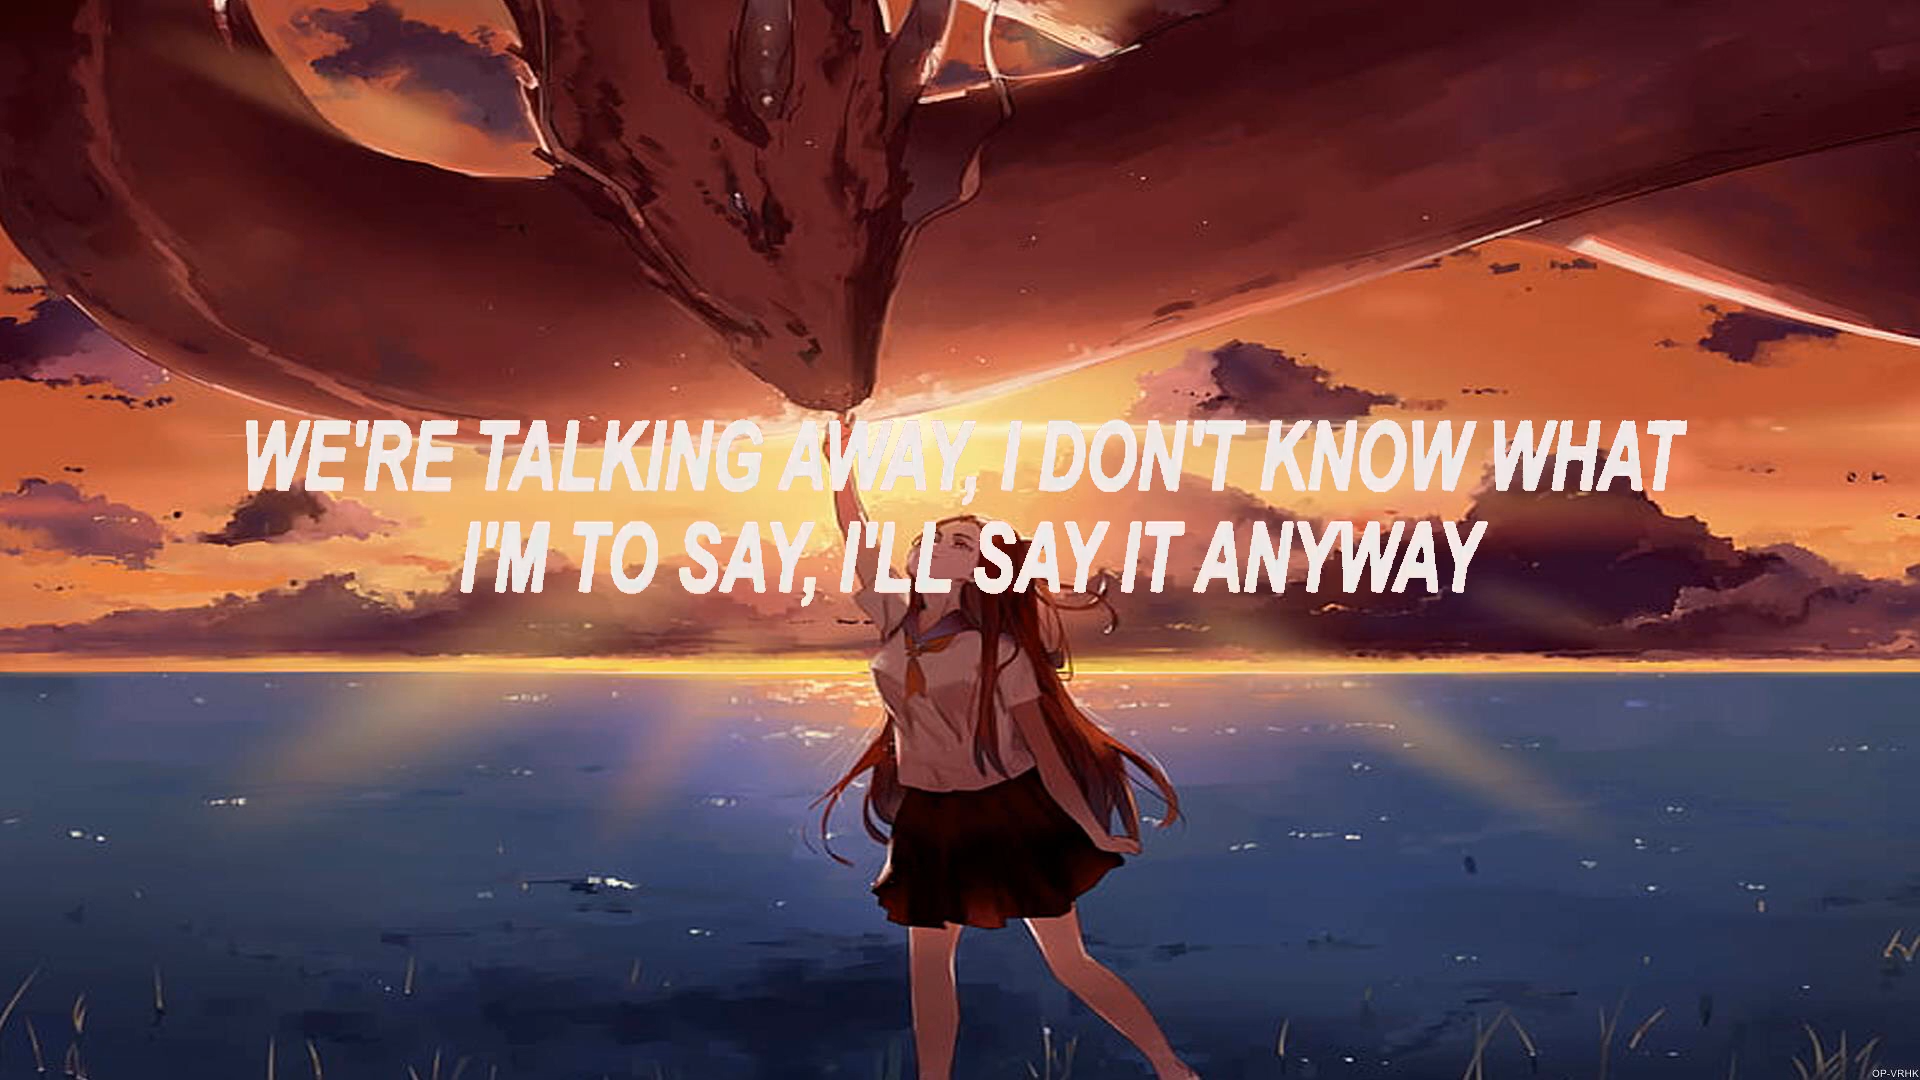 WE'RE TALKING AWAY, I DON'T KNOW WHAT
I'M TO SAY, I'LL SAY IT ANYWAY
OP-VRHK